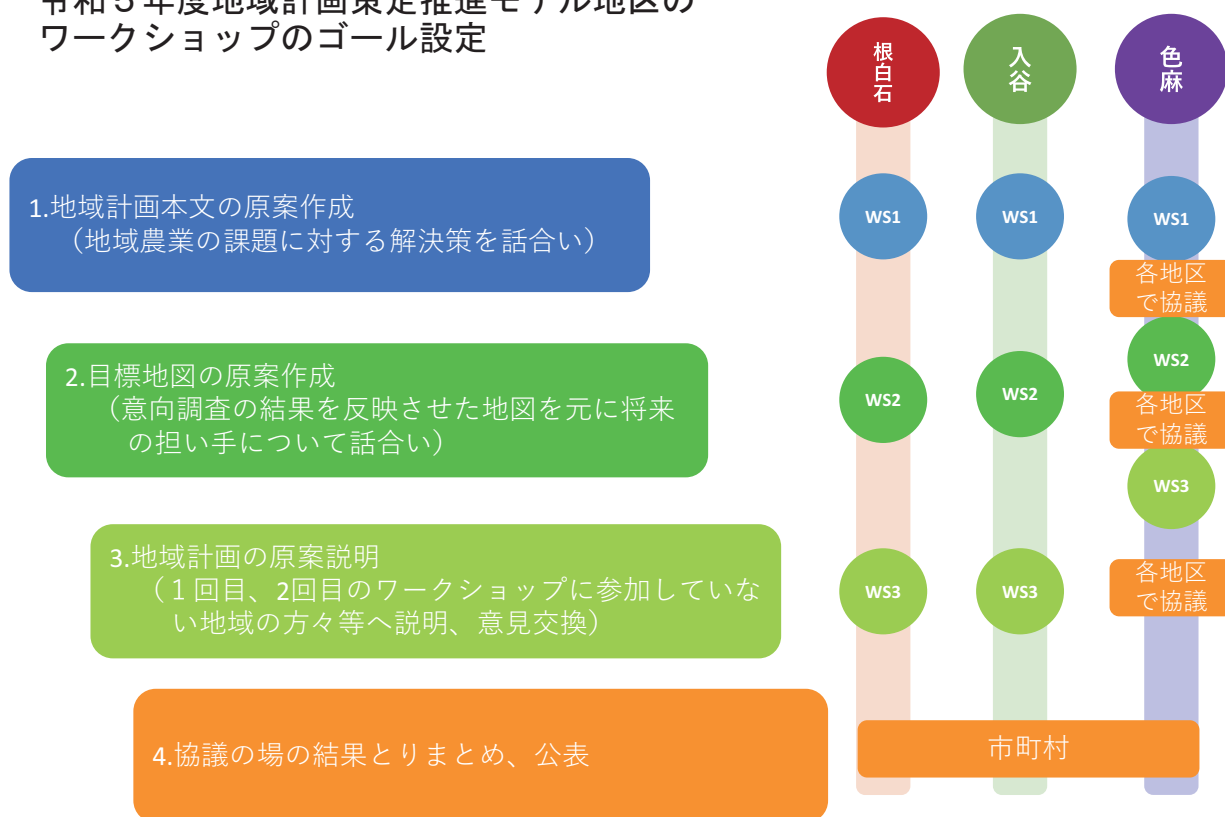 令和５年度地域計画策定推進モデル地区の
ワークショップのゴール設定
根白石
入谷
色麻
1.地域計画本文の原案作成
（地域農業の課題に対する解決策を話合い）
WS1
WS1
WS1
各地区
で協議
2.目標地図の原案作成
（意向調査の結果を反映させた地図を元に将来
の担い手について話合い）
WS2
WS2
WS2
各地区
で協議
WS3
3.地域計画の原案説明
（１回目、2回目のワークショップに参加していな
い地域の方々等へ説明、意見交換）
WS3
WS3
各地区
で協議
4.協議の場の結果とりまとめ、公表
市町村